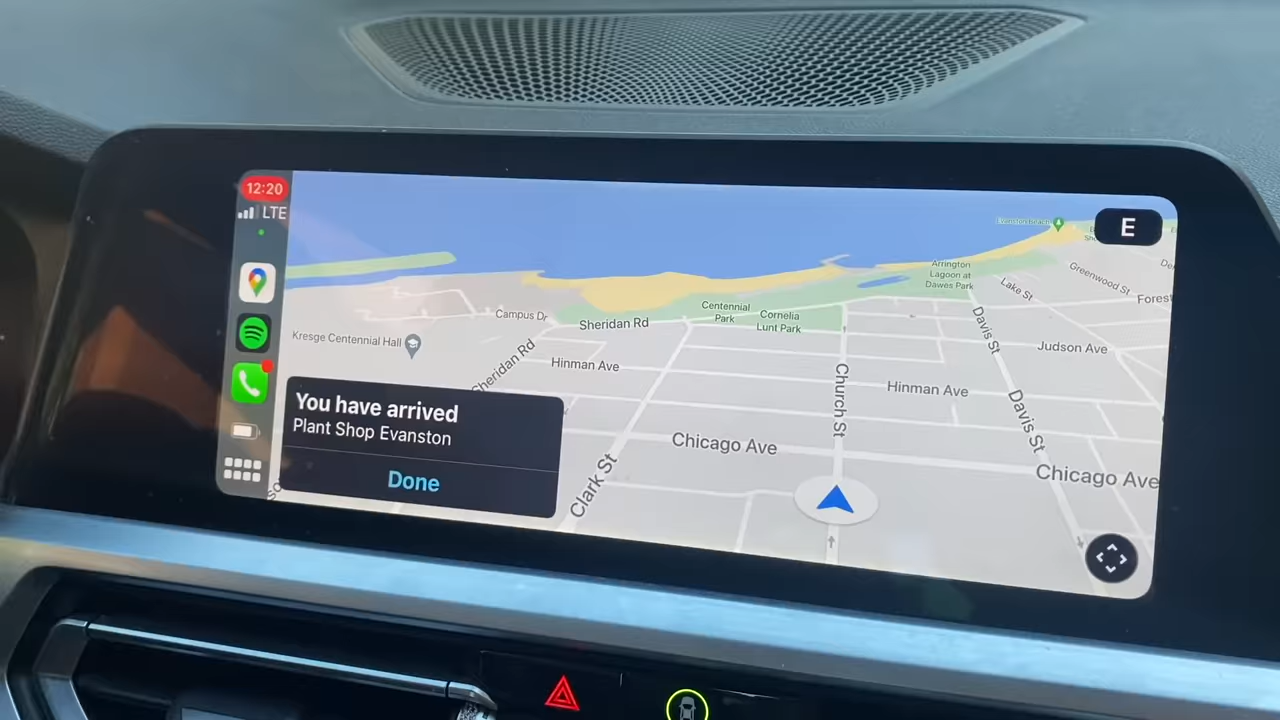 12:20
LTE
E
Evanston Beach
Arrington
Lagoon at
Dawes Park
Greenwood St
Lake St
Forest
Campus Dr
Sheridan Rd
Centennial
Park
Cornelia
Lunt Park
Davis St
Judson Ave
Kresge Centennial Hall
Sheridan Rd
Hinman Ave
Church St
Hinman Ave
Davis St
You have arrived
Plant Shop Evanston
Done
Clark St
Chicago Ave
Chicago Ave